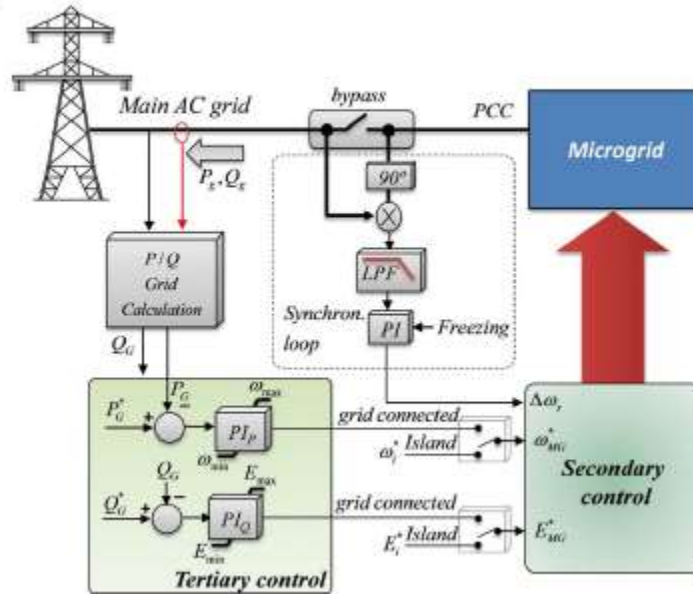 bypass
Main AC grid
PCC
Microgrid
P_g, Q_g
90°
P / Q
Grid
Calculation
LPF
Synchron.
loop
PI
Freezing
Q_G
P_G
ω_max
Δω_s
P*_G
+
−
PI_P
grid connected
ω*_MG
ω_min
ω*_i
Island
Secondary
control
Q_G
E_max
Q*_G
+
−
PI_Q
grid connected
E*_MG
E_min
E*_i
Island
Tertiary control